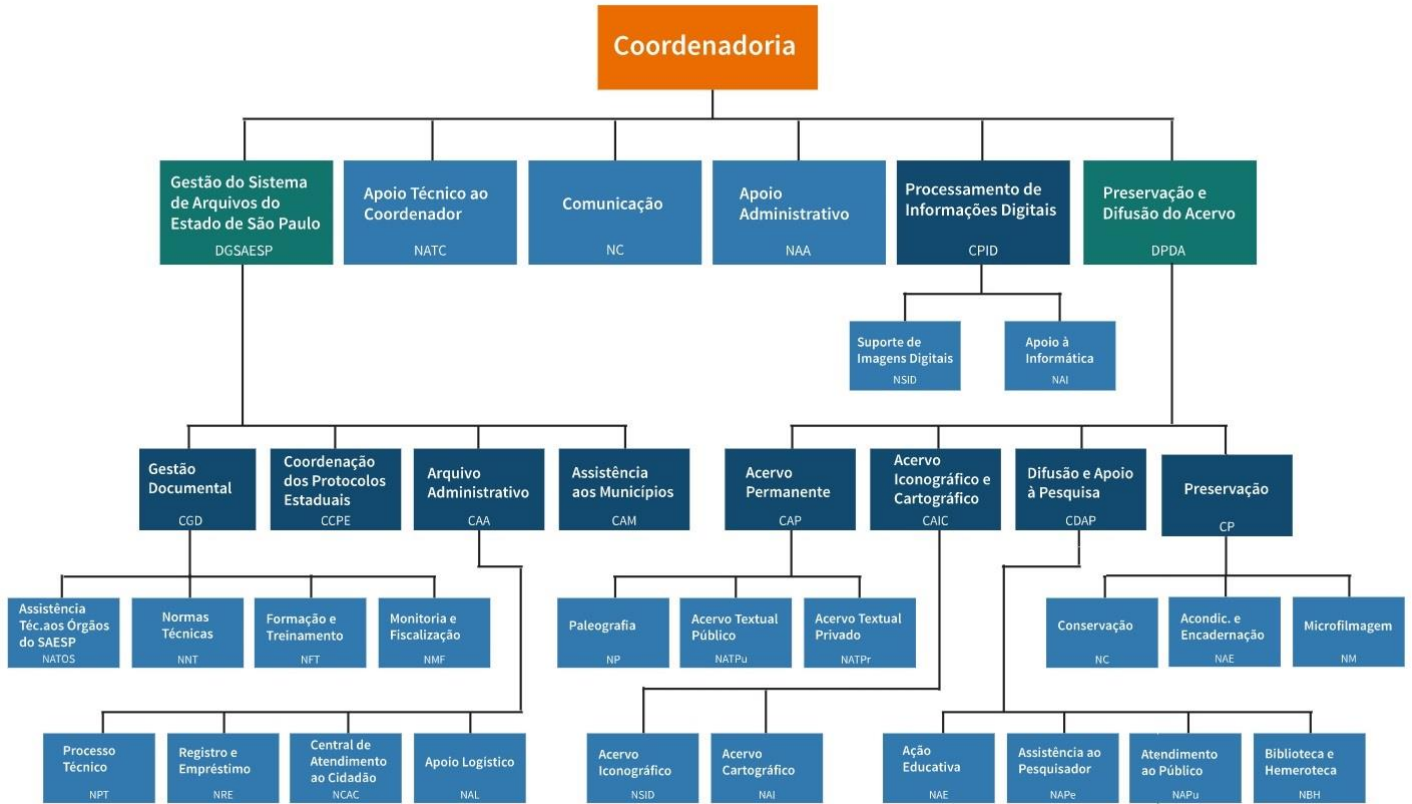 Coordenadoria
Gestão do Sistema
de Arquivos do
Estado de São Paulo
DGSAESP
Apoio Técnico ao
Coordenador
NATC
Comunicação
NC
Apoio
Administrativo
NAA
Processamento de
Informações Digitais
CPID
Preservação e
Difusão do Acervo
DPDA
Suporte de
Imagens Digitais
NSID
Apoio à
Informática
NAI
Gestão
Documental
CGD
Coordenação
dos Protocolos
Estaduais
CCPE
Arquivo
Administrativo
CAA
Assistência
aos Municípios
CAM
Acervo
Permanente
CAP
Acervo
Iconográfico e
Cartográfico
CAIC
Difusão e Apoio
à Pesquisa
CDAP
Preservação
CP
Assistência
Téc.aos Órgãos
do SAESP
NATOS
Normas
Técnicas
NNT
Formação e
Treinamento
NFT
Monitoria e
Fiscalização
NMF
Paleografia
NP
Acervo Textual
Público
NATPu
Acervo Textual
Privado
NATPr
Conservação
NC
Acondic. e
Encadernação
NAE
Microfilmagem
NM
Processo
Técnico
NPT
Registro e
Empréstimo
NRE
Central de
Atendimento
ao Cidadão
NCAC
Apoio Logístico
NAL
Acervo
Iconográfico
NSID
Acervo
Cartográfico
NAI
Ação
Educativa
NAE
Assistência ao
Pesquisador
NAPe
Atendimento
ao Público
NAPu
Biblioteca e
Hemeroteca
NBH